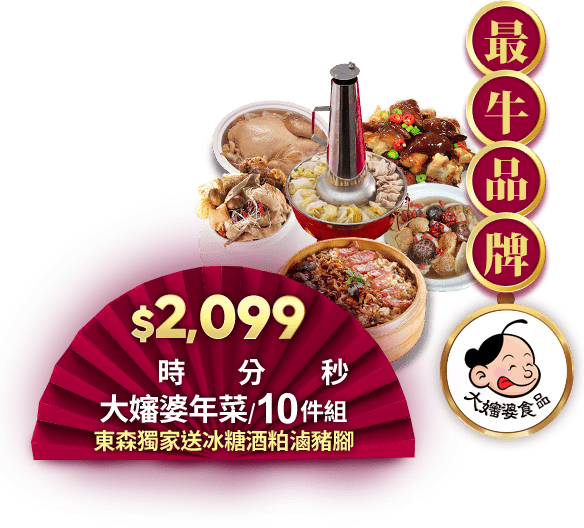 最牛品牌
$2,099
時 分 秒
大嬸婆年菜/10件組
東森獨家送冰糖酒粕滷豬腳
大嬸婆食品